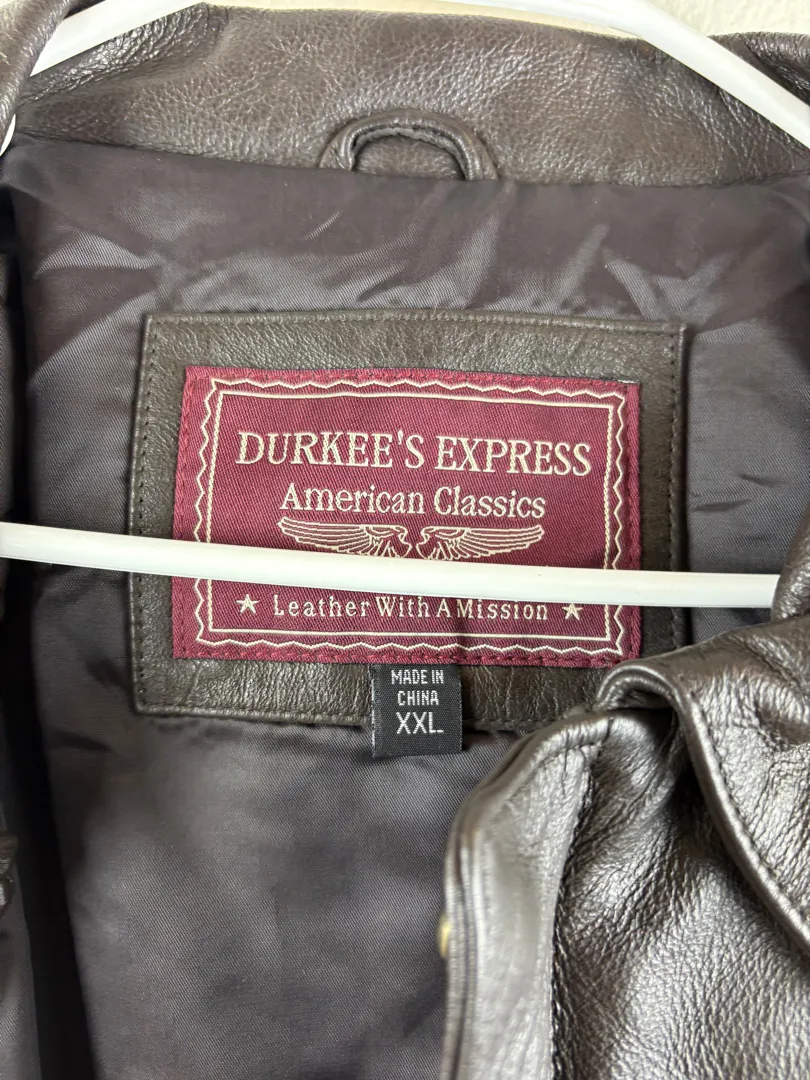 DURKEE'S EXPRESS
American Classics
★ Leather With A Mission ★
MADE IN
CHINA
XXL